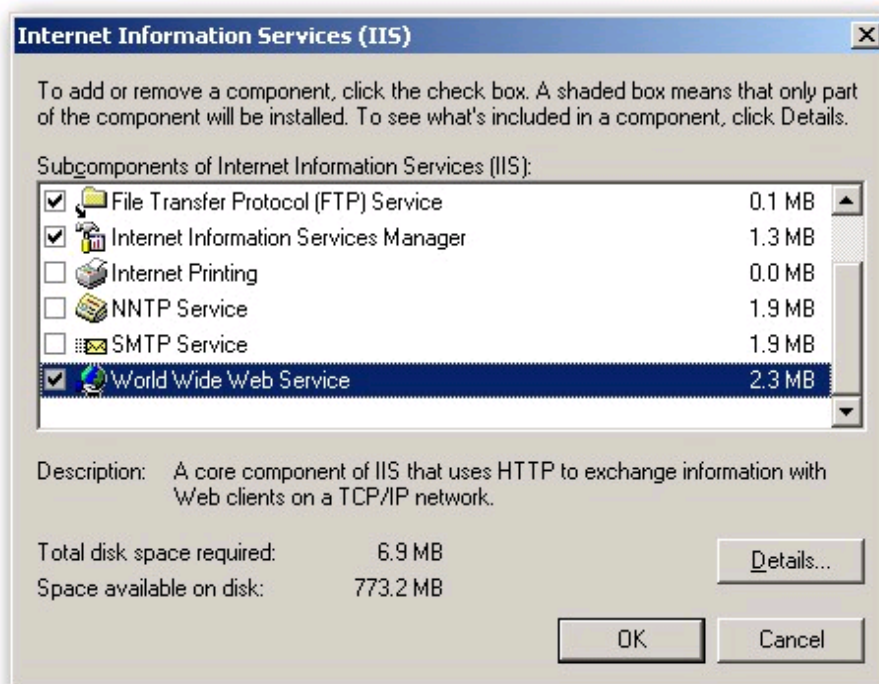 Internet Information Services (IIS)
To add or remove a component, click the check box. A shaded box means that only part
of the component will be installed. To see what's included in a component, click Details.
Subcomponents of Internet Information Services (IIS):
File Transfer Protocol (FTP) Service 0.1 MB
Internet Information Services Manager 1.3 MB
Internet Printing 0.0 MB
NNTP Service 1.9 MB
SMTP Service 1.9 MB
World Wide Web Service 2.3 MB
Description: A core component of IIS that uses HTTP to exchange information with
Web clients on a TCP/IP network.
Total disk space required: 6.9 MB
Space available on disk: 773.2 MB
Details...
OK Cancel